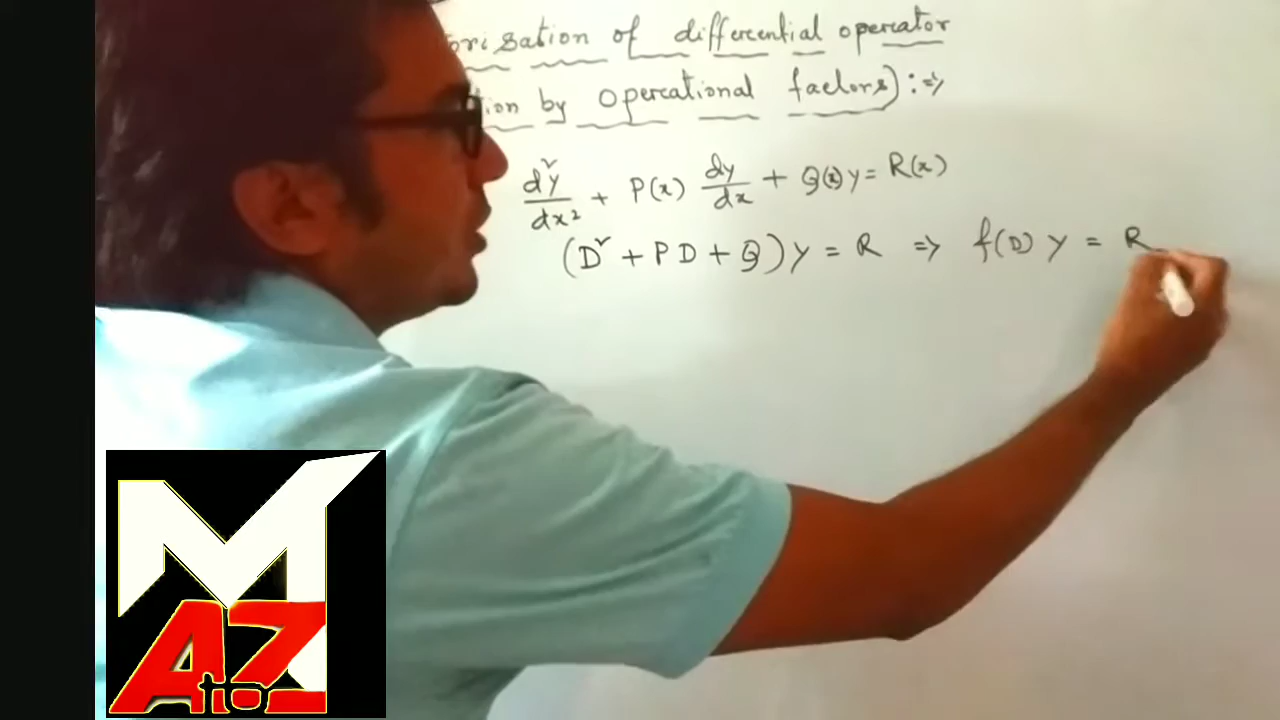 orisation of differential operator
tion by operational factors) :⇒
d²y/dx² + P(x) dy/dx + Q(x)y = R(x)
(D² + PD + Q)y = R ⇒ f(D) y = R
M
AtoZ